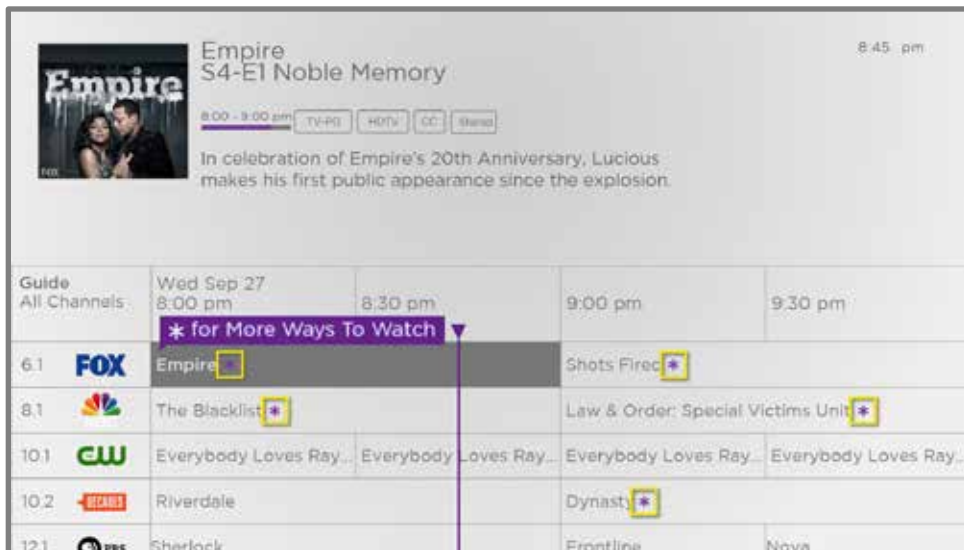 Empire
S4-E1 Noble Memory
8:45 pm
Empire
FOX
8:00 - 9:00 pm TV-PG HDTV CC Stereo
In celebration of Empire's 20th Anniversary, Lucious
makes his first public appearance since the explosion.
Guide
All Channels
Wed Sep 27
8:00 pm 8:30 pm 9:00 pm 9:30 pm
* for More Ways To Watch
6.1 FOX Empire * Shots Fired *
8.1 The Blacklist * Law & Order: Special Victims Unit *
10.1 CW Everybody Loves Ray... Everybody Loves Ray... Everybody Loves Ray... Everybody Loves Ray...
10.2 DECADES Riverdale Dynasty *
12.1 PBS Sherlock Frontline Nova